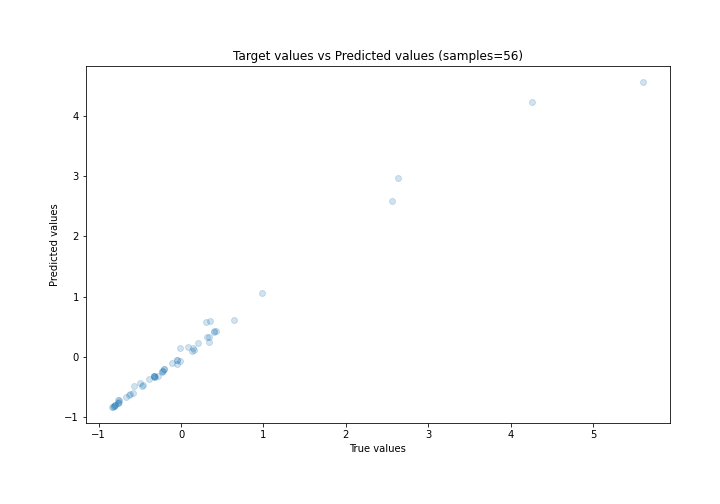 Target values vs Predicted values (samples=56)
Predicted values
4
3
2
1
0
−1
−1 0 1 2 3 4 5
True values